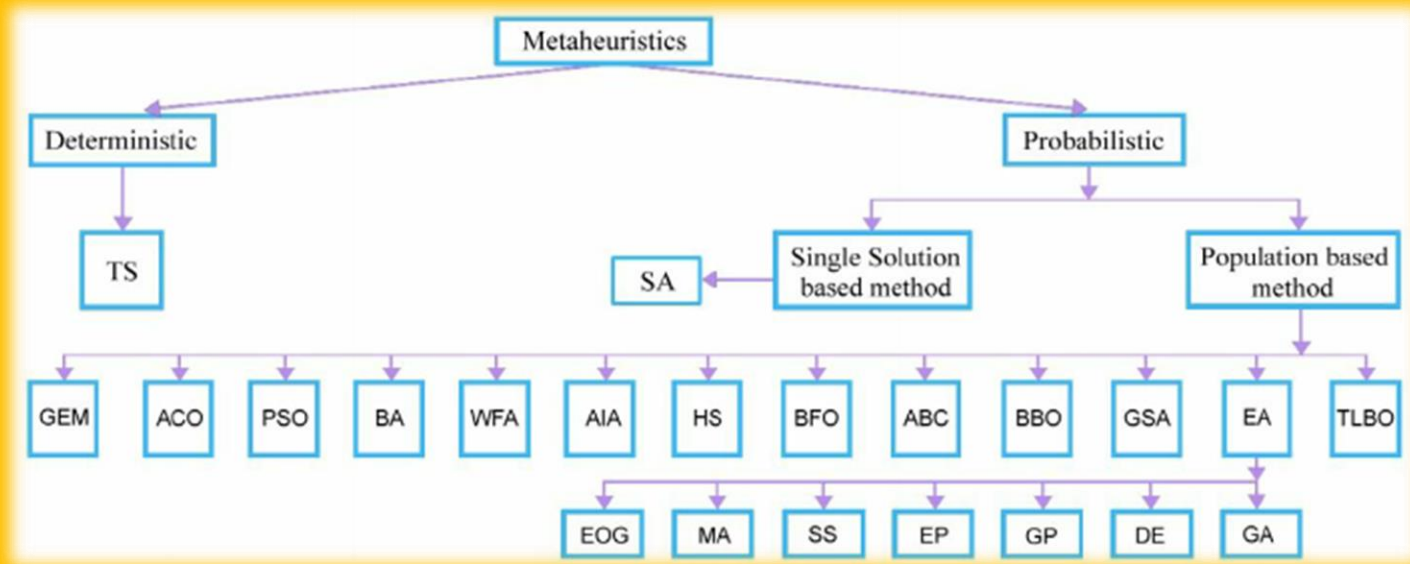 Metaheuristics
Deterministic
Probabilistic
TS
SA
Single Solution
based method
Population based
method
GEM
ACO
PSO
BA
WFA
AIA
HS
BFO
ABC
BBO
GSA
EA
TLBO
EOG
MA
SS
EP
GP
DE
GA